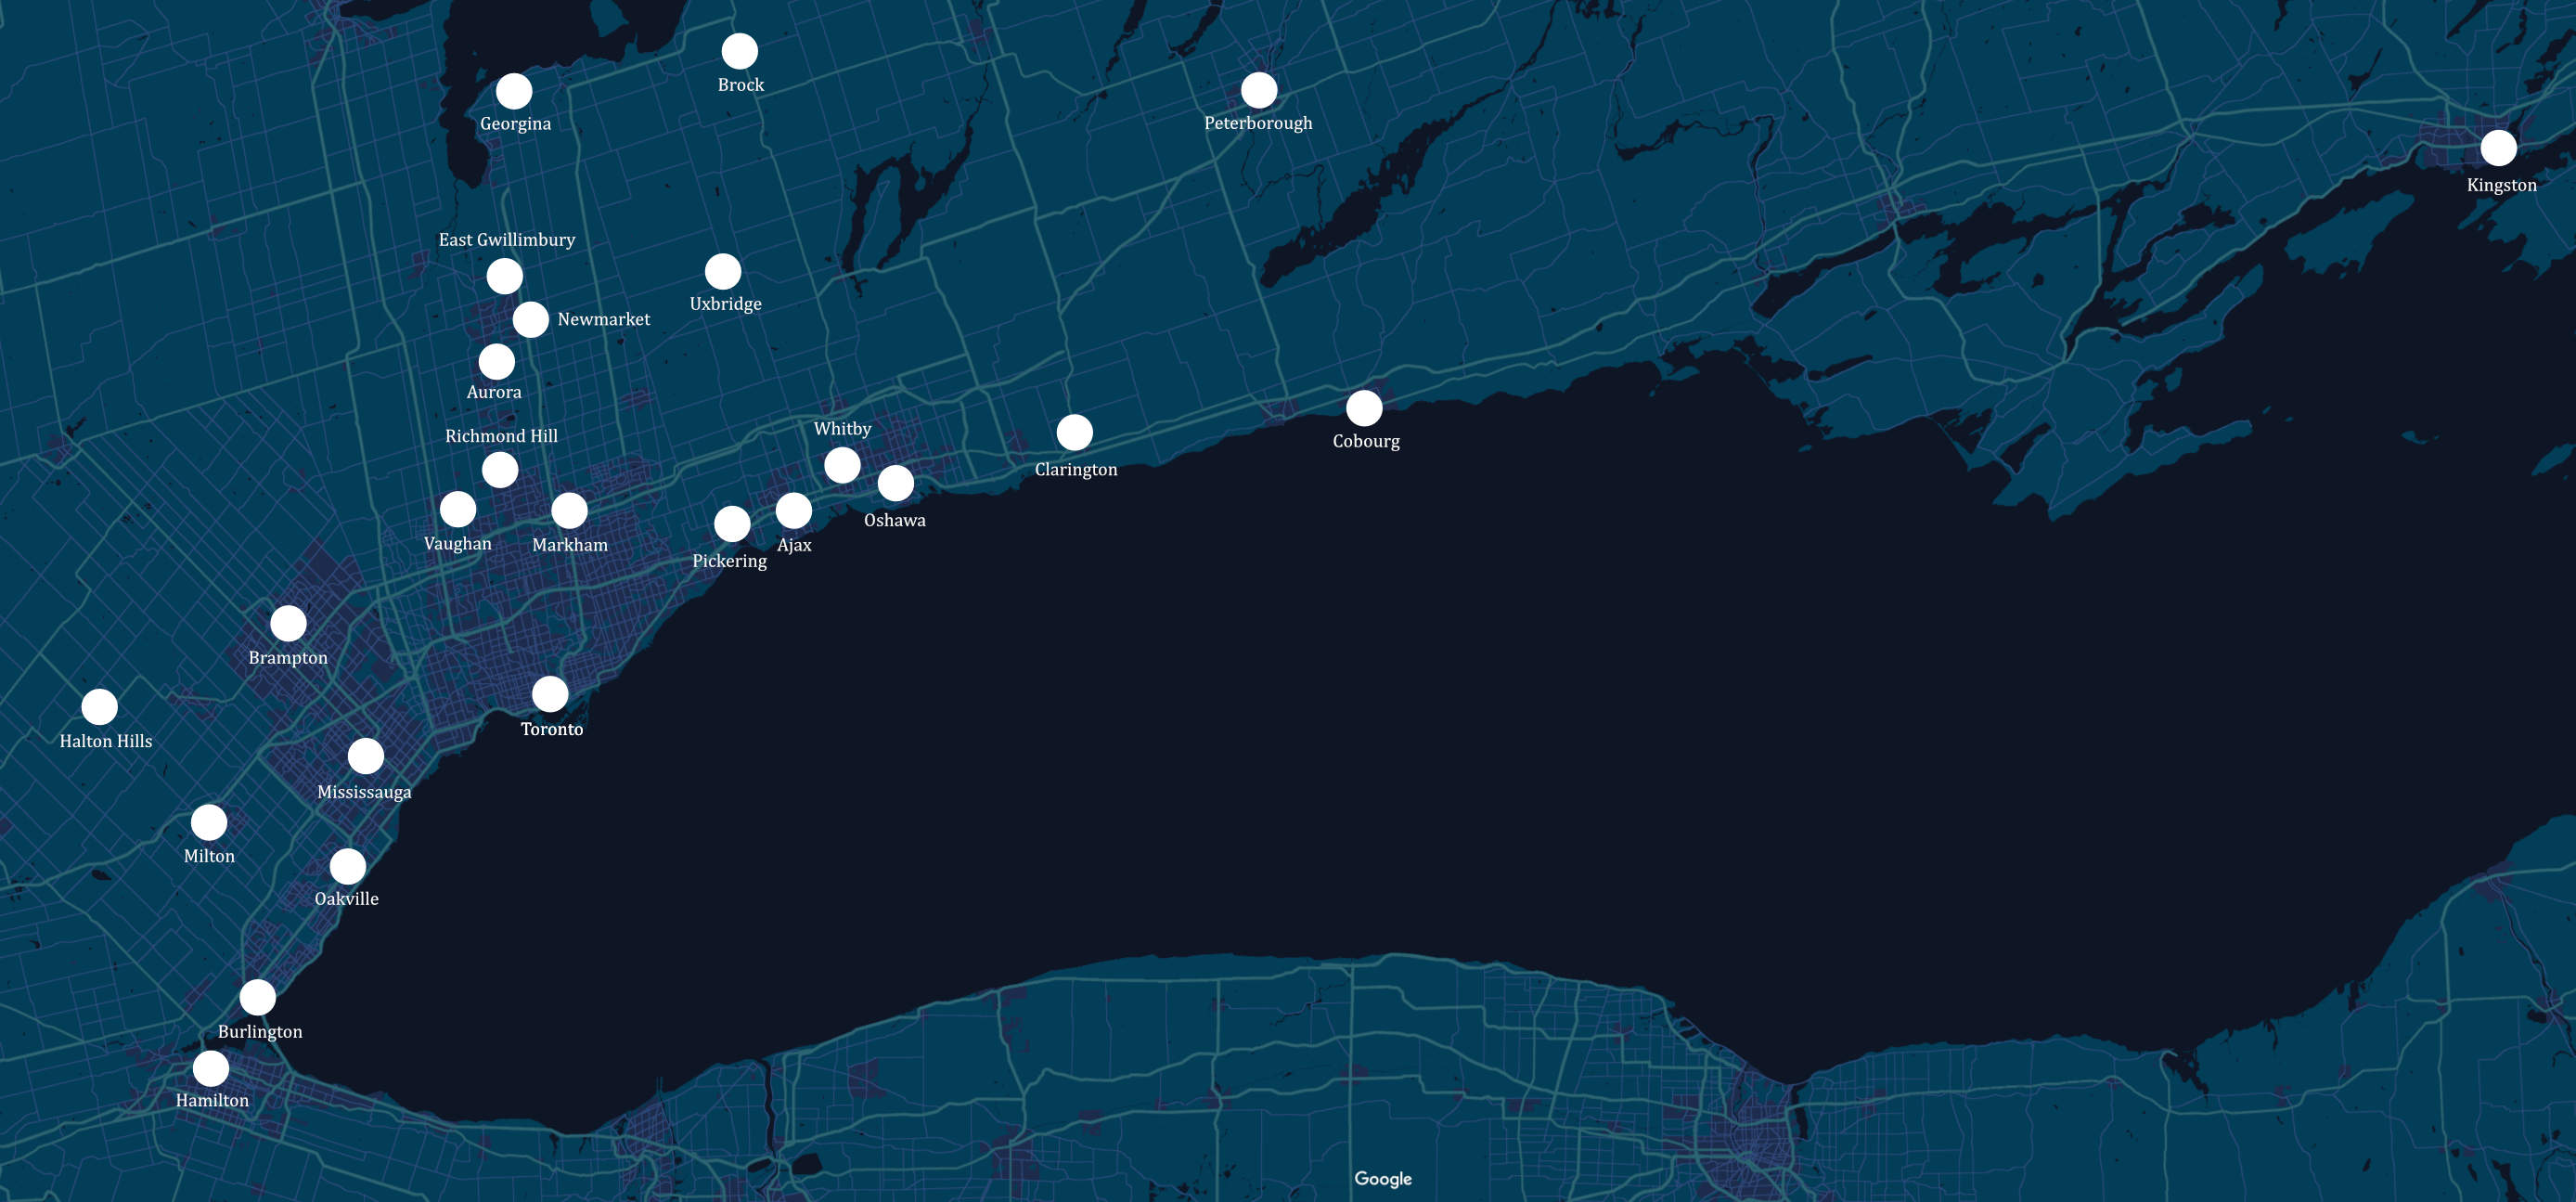 Brock
Georgina
Peterborough
Kingston
East Gwillimbury
Uxbridge
Newmarket
Aurora
Whitby
Richmond Hill
Cobourg
Clarington
Oshawa
Vaughan
Markham
Ajax
Pickering
Brampton
Toronto
Halton Hills
Mississauga
Milton
Oakville
Burlington
Hamilton
Google